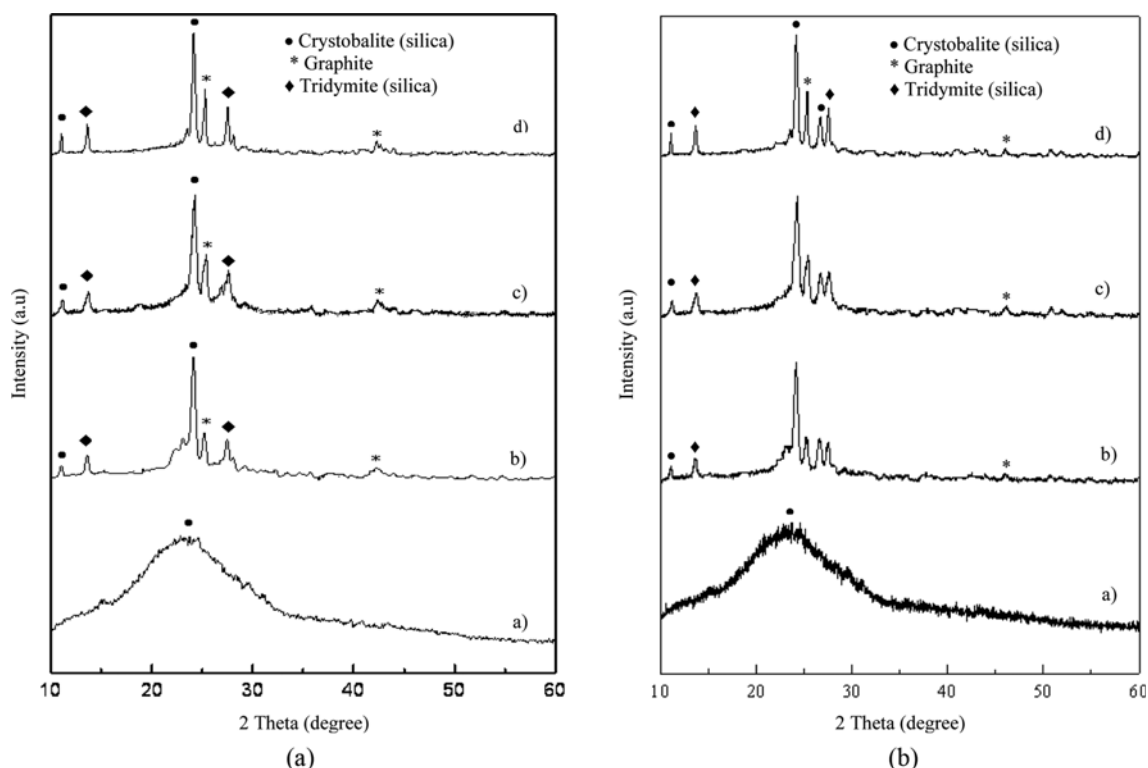 ● Crystobalite (silica)
* Graphite
◆ Tridymite (silica)
d)
c)
b)
a)
Intensity (a.u)
10 20 30 40 50 60
2 Theta (degree)
(a)
● Crystobalite (silica)
* Graphite
♦ Tridymite (silica)
d)
c)
b)
a)
Intensity (a.u)
10 20 30 40 50 60
2 Theta (degree)
(b)